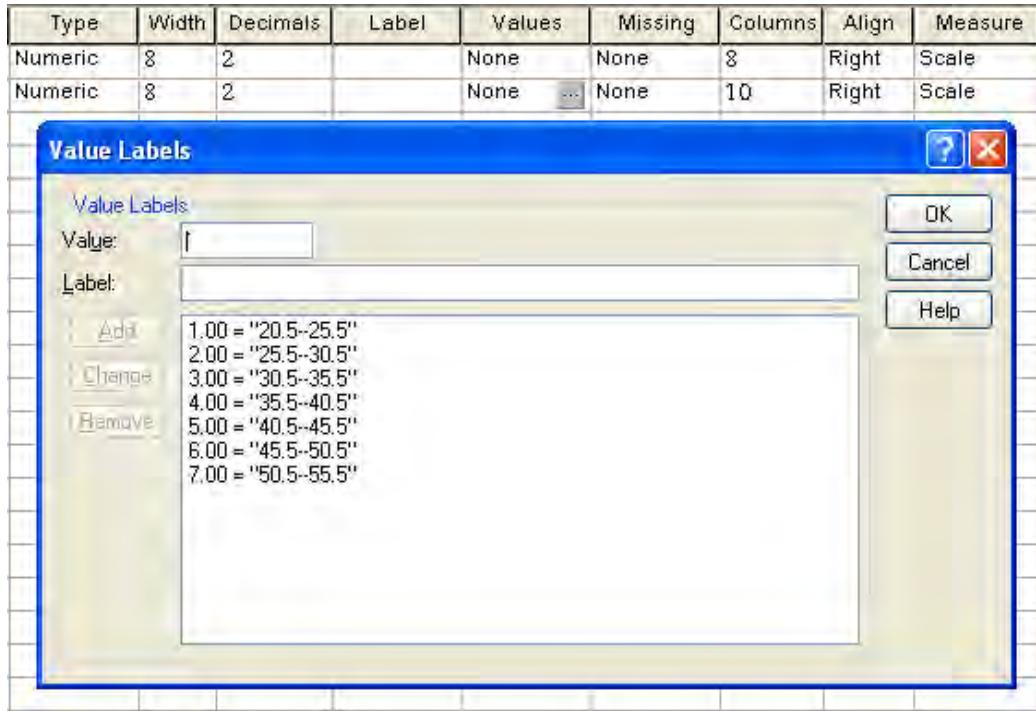 Type Width Decimals Label Values Missing Columns Align Measure
Numeric 8 2 None None 8 Right Scale
Numeric 8 2 None ... None 10 Right Scale
Value Labels
Value Labels
Value:
OK
Label:
Cancel
Help
Add
Change
Remove
1.00 = "20.5--25.5"
2.00 = "25.5--30.5"
3.00 = "30.5--35.5"
4.00 = "35.5--40.5"
5.00 = "40.5--45.5"
6.00 = "45.5--50.5"
7.00 = "50.5--55.5"